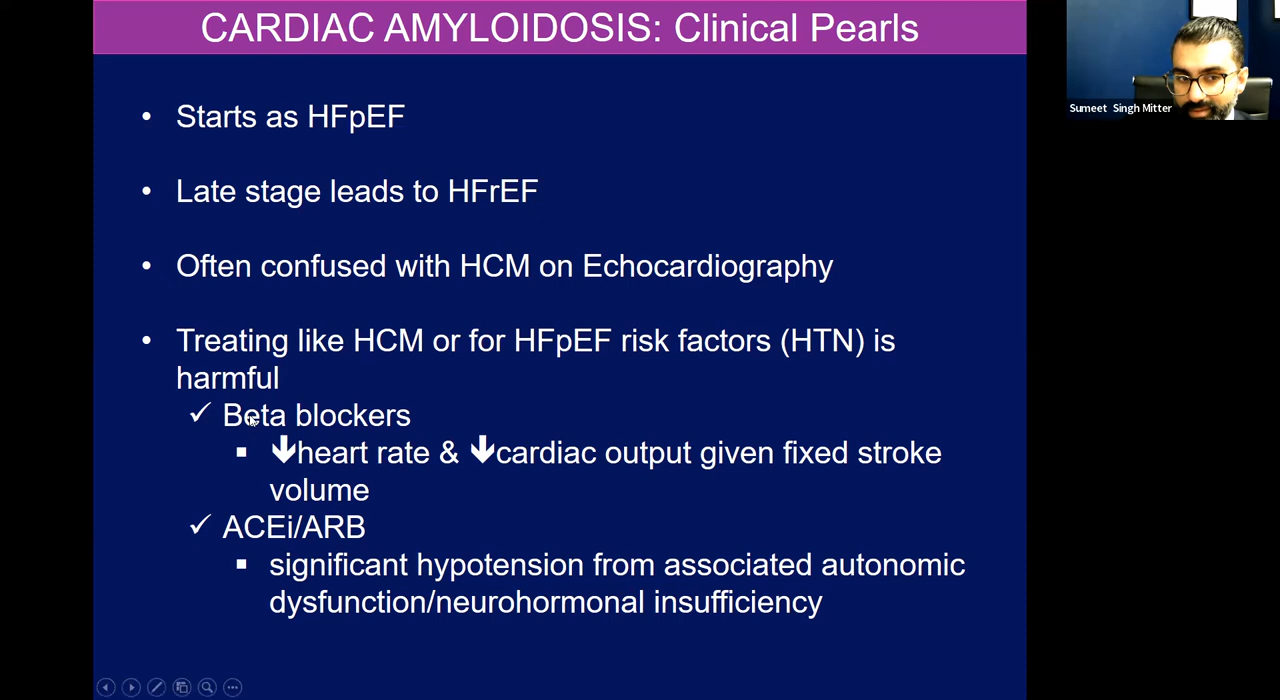 CARDIAC AMYLOIDOSIS: Clinical Pearls
Sumeet Singh Mitter
• Starts as HFpEF
• Late stage leads to HFrEF
• Often confused with HCM on Echocardiography
• Treating like HCM or for HFpEF risk factors (HTN) is
harmful
✓ Beta blockers
▪ 🡇heart rate & 🡇cardiac output given fixed stroke
volume
✓ ACEi/ARB
▪ significant hypotension from associated autonomic
dysfunction/neurohormonal insufficiency